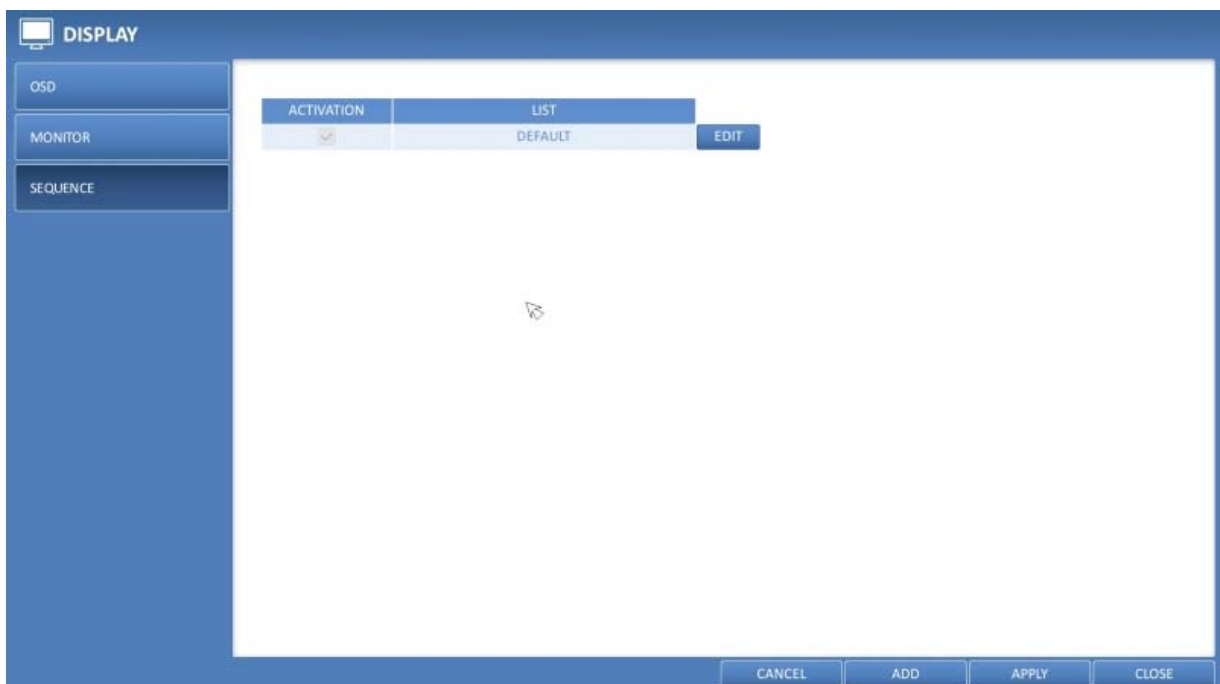 DISPLAY
OSD
MONITOR
SEQUENCE
ACTIVATION LIST
DEFAULT EDIT
CANCEL ADD APPLY CLOSE